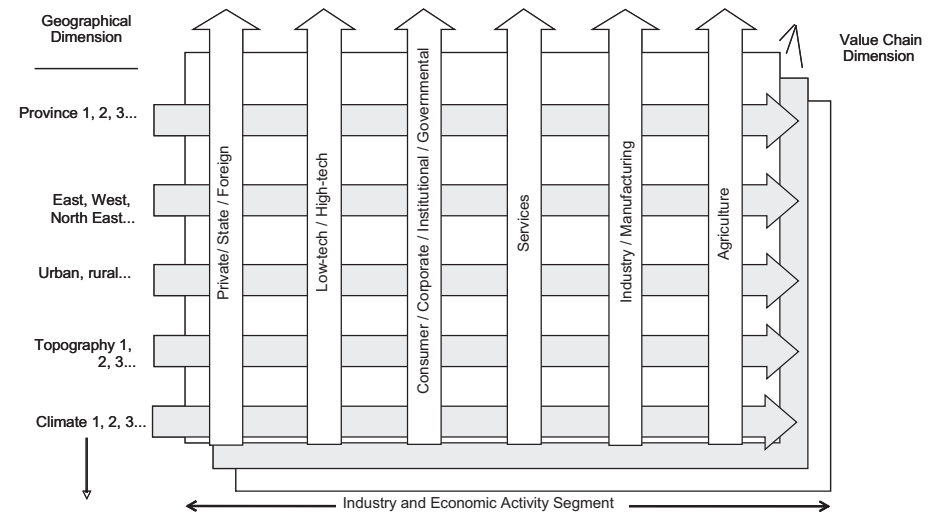 Geographical
Dimension
Value Chain
Dimension
Province 1, 2, 3...
East, West,
North East...
Urban, rural...
Topography 1,
2, 3...
Climate 1, 2, 3...
Private/ State / Foreign
Low-tech / High-tech
Consumer / Corporate / Institutional / Governmental
Services
Industry / Manufacturing
Agriculture
Industry and Economic Activity Segment